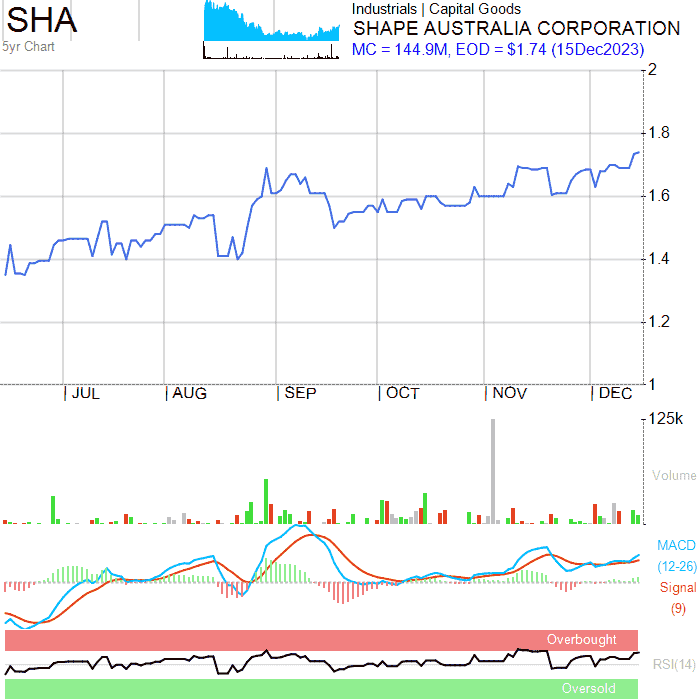 SHA
5yr Chart
Industrials | Capital Goods
SHAPE AUSTRALIA CORPORATION
MC = 144.9M, EOD = $1.74 (15Dec2023)
2
1.8
1.6
1.4
1.2
1
JUL AUG SEP OCT NOV DEC
125k
Volume
MACD
(12-26)
Signal
(9)
Overbought
RSI(14)
Oversold